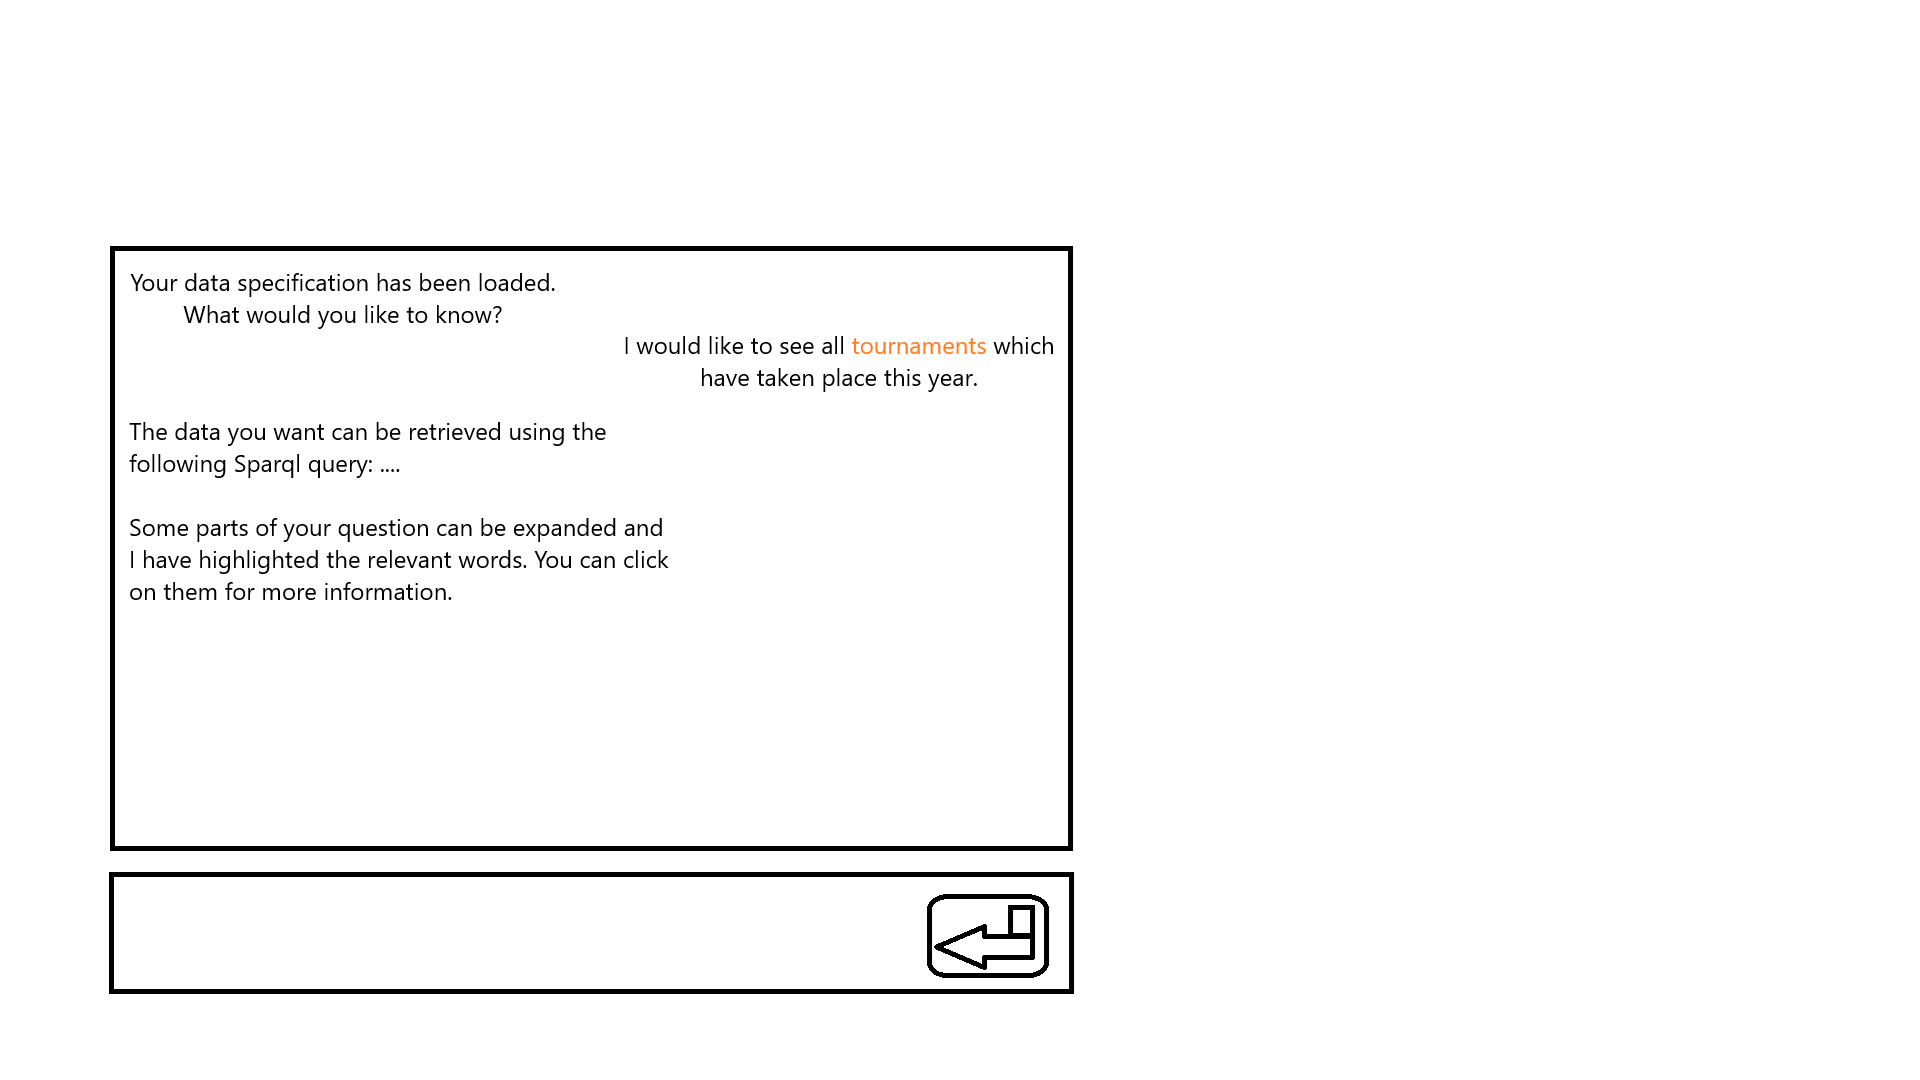 Your data specification has been loaded.
What would you like to know?
I would like to see all tournaments which
have taken place this year.
The data you want can be retrieved using the
following Sparql query: ....
Some parts of your question can be expanded and
I have highlighted the relevant words. You can click
on them for more information.